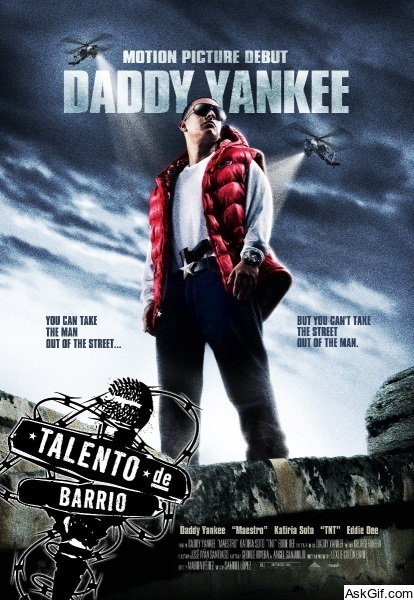 MOTION PICTURE DEBUT
DADDY YANKEE
YOU CAN TAKE
THE MAN
OUT OF THE STREET...
BUT YOU CAN'T TAKE
THE STREET
OUT OF THE MAN.
TALENTO de
BARRIO
Daddy Yankee "Maestro" Katiria Soto "TNT" Eddie Dee
AskGif.com